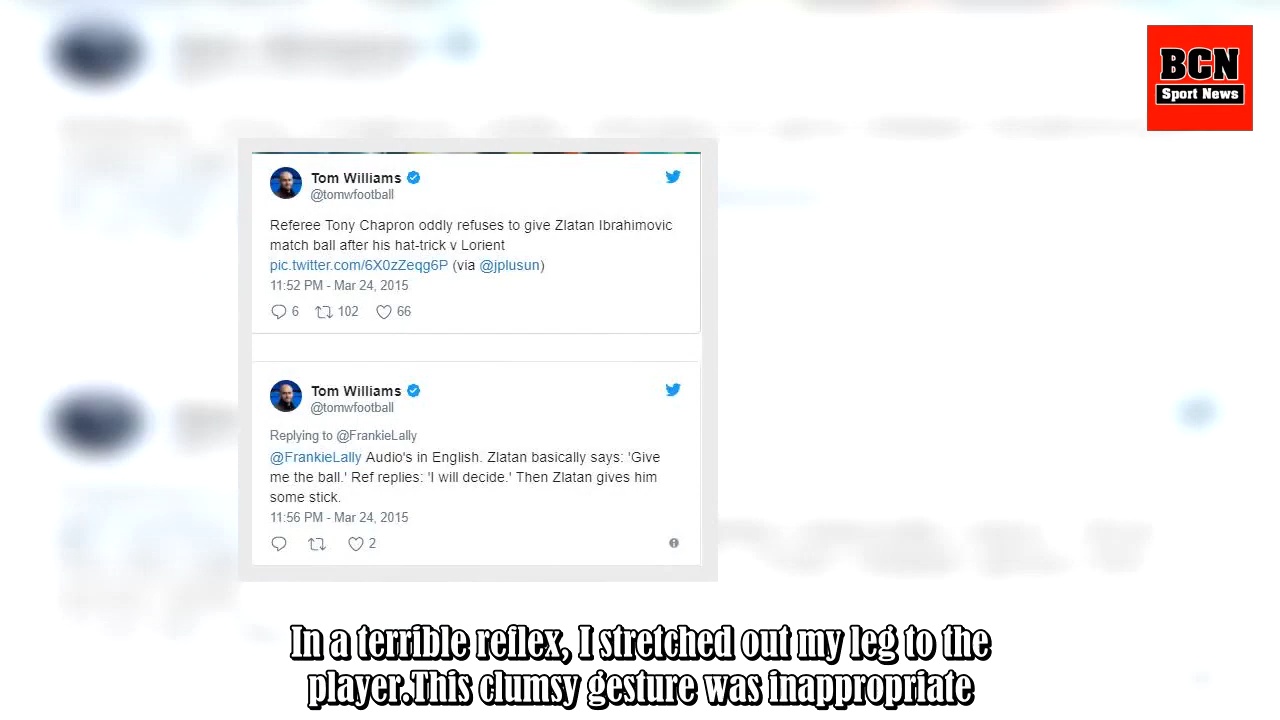 BCN
Sport News
Tom Williams
@tomwfootball
Referee Tony Chapron oddly refuses to give Zlatan Ibrahimovic
match ball after his hat-trick v Lorient
pic.twitter.com/6X0zZeqg6P (via @jplusun)
11:52 PM - Mar 24, 2015
6 102 66
Tom Williams
@tomwfootball
Replying to @FrankieLally
@FrankieLally Audio's in English. Zlatan basically says: 'Give
me the ball.' Ref replies: 'I will decide.' Then Zlatan gives him
some stick.
11:56 PM - Mar 24, 2015
2
In a terrible reflex, I stretched out my leg to the
player.This clumsy gesture was inappropriate